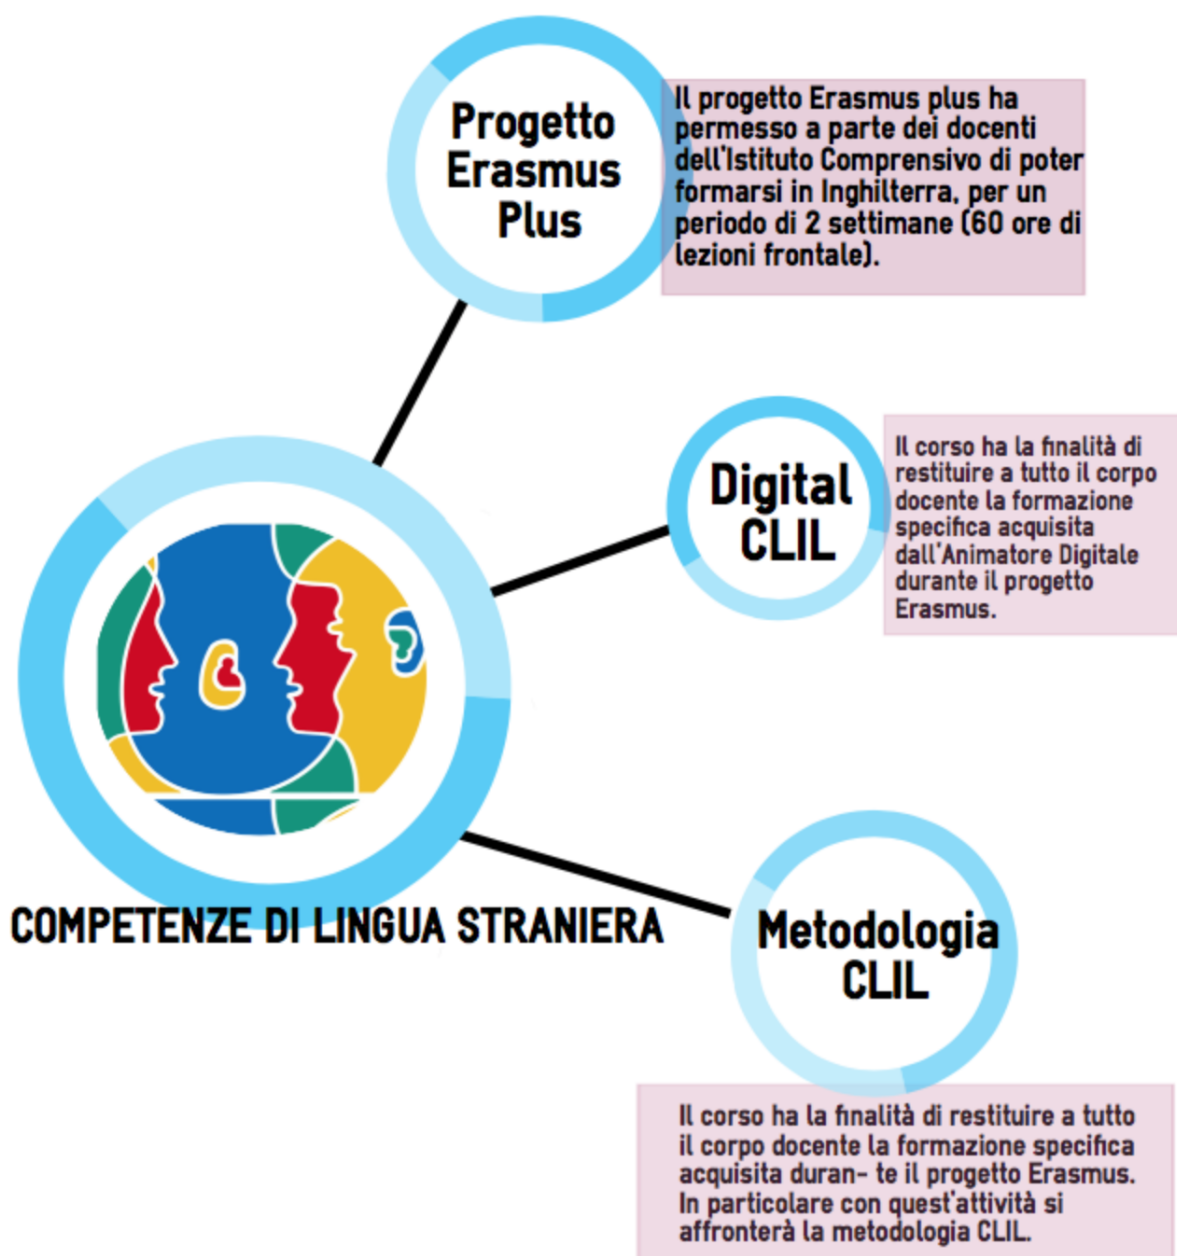 Progetto
Erasmus
Plus
Il progetto Erasmus plus ha
permesso a parte dei docenti
dell'Istituto Comprensivo di poter
formarsi in Inghilterra, per un
periodo di 2 settimane (60 ore di
lezioni frontale).
Digital
CLIL
Il corso ha la finalità di
restituire a tutto il corpo
docente la formazione
specifica acquisita
dall'Animatore Digitale
durante il progetto
Erasmus.
COMPETENZE DI LINGUA STRANIERA
Metodologia
CLIL
Il corso ha la finalità di restituire a tutto
il corpo docente la formazione specifica
acquisita duran- te il progetto Erasmus.
In particolare con quest'attività si
affronterà la metodologia CLIL.